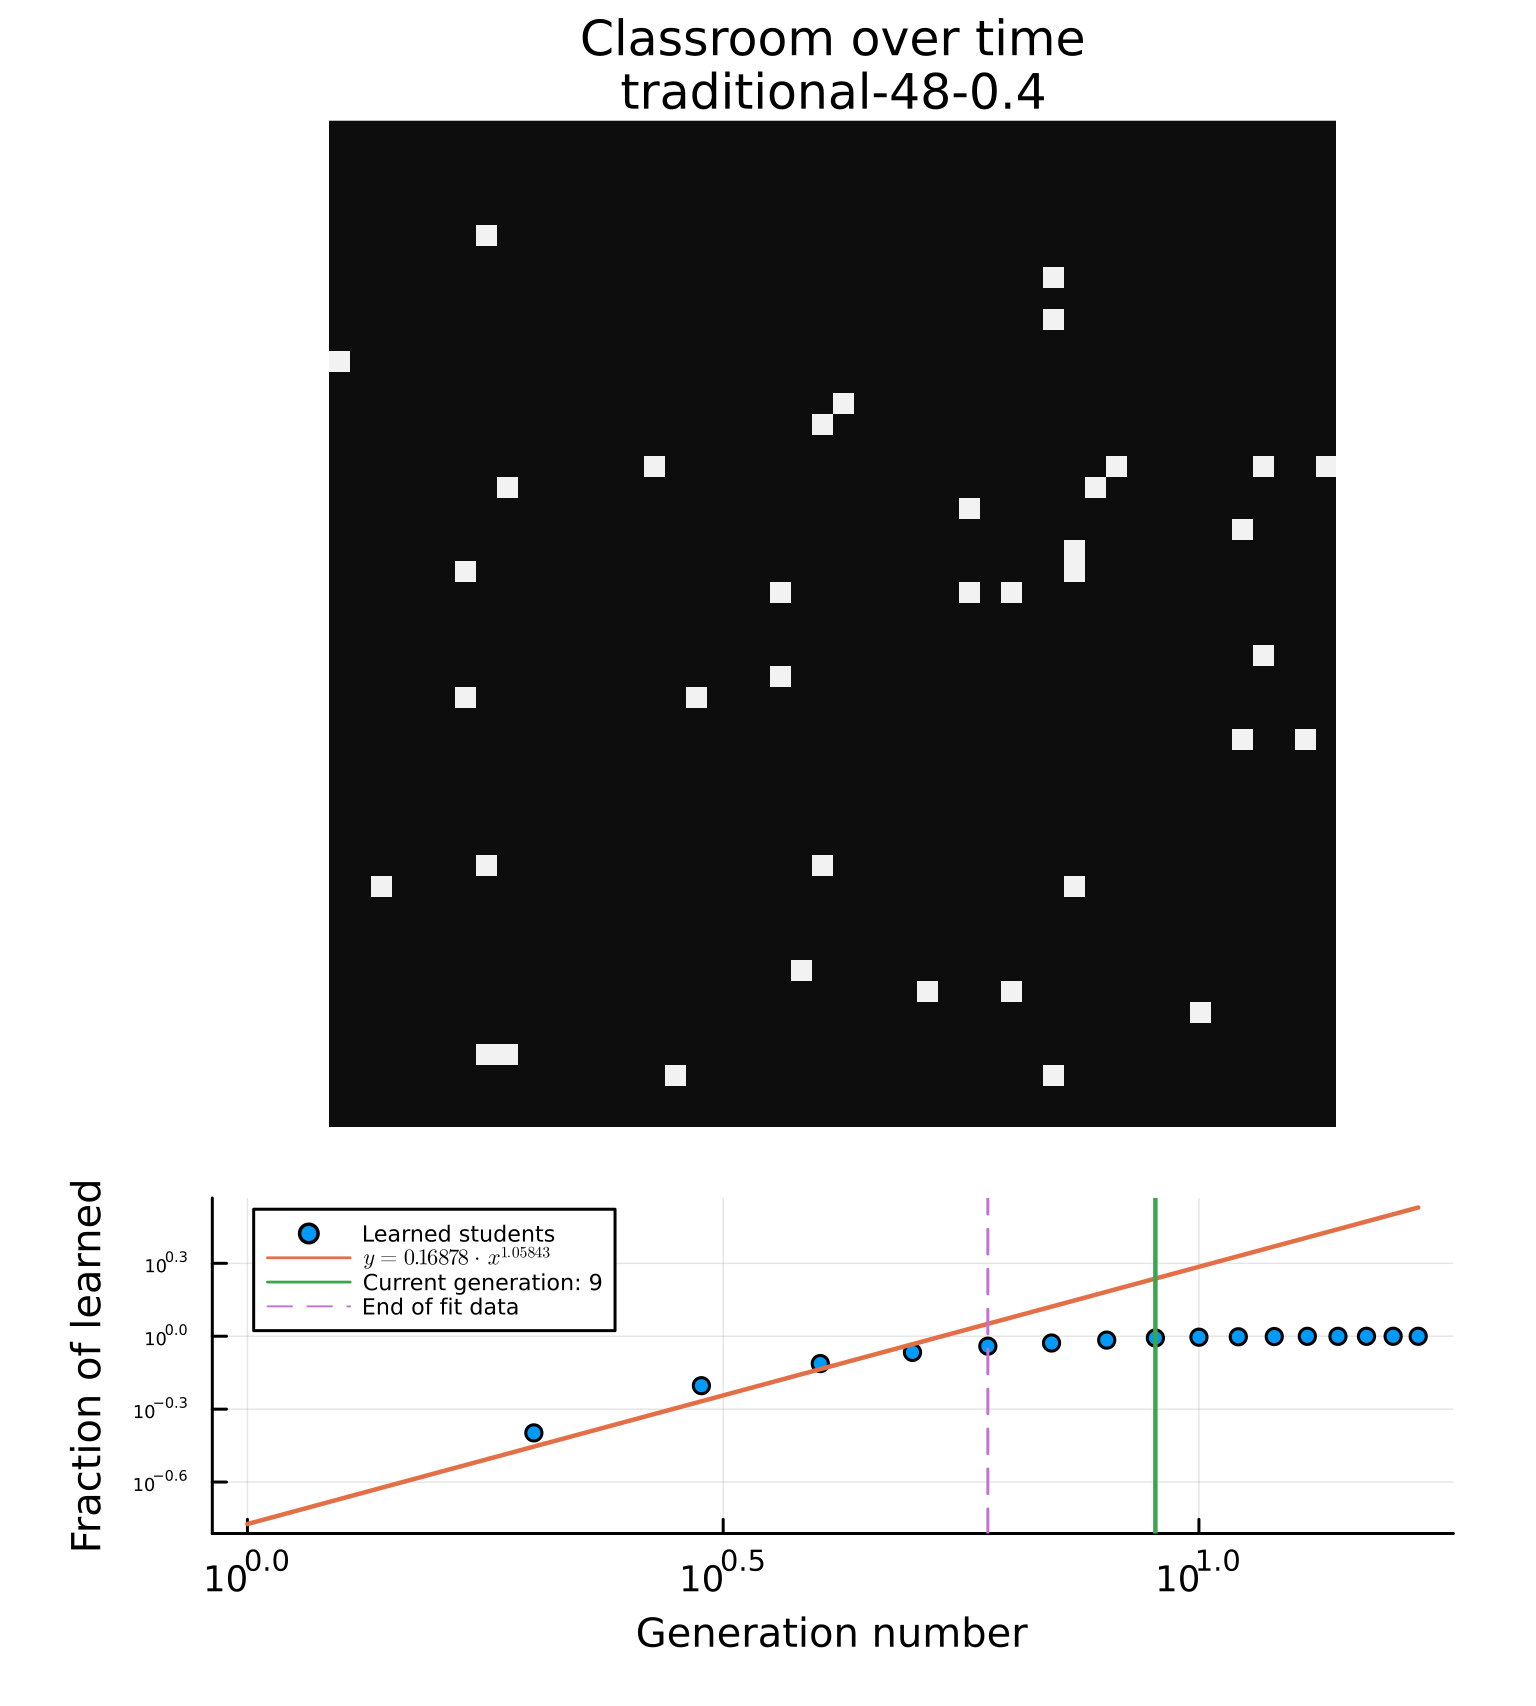 Classroom over time
traditional-48-0.4
Fraction of learned
10^0.3
10^0.0
10^−0.3
10^−0.6
Learned students
y = 0.16878 · x^1.05843
Current generation: 9
End of fit data
10^0.0 10^0.5 10^1.0
Generation number